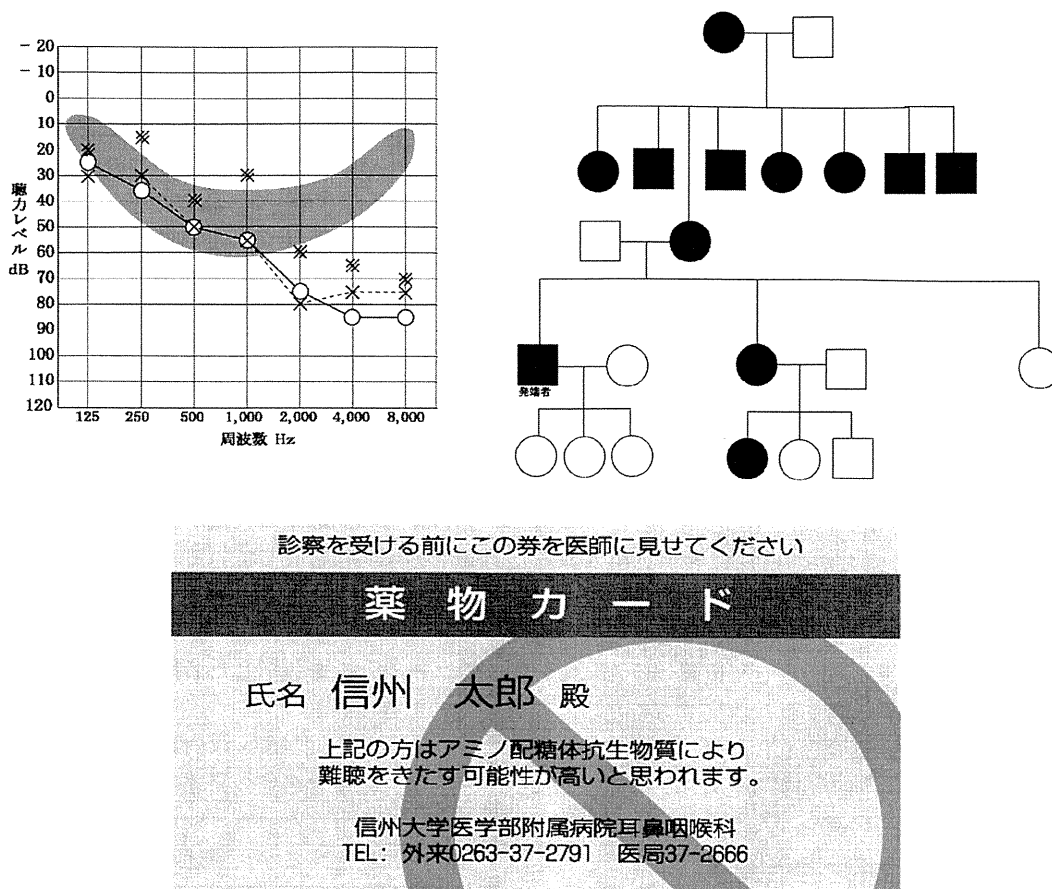 - 20
- 10
0
10
20
30
40
50
60
70
80
90
100
110
120
聴力レベル
dB
125 250 500 1,000 2,000 4,000 8,000
周波数 Hz
発端者
診察を受ける前にこの券を医師に見せてください
薬物カード
氏名 信州 太郎 殿
上記の方はアミノ配糖体抗生物質により
難聴をきたす可能性が高いと思われます。
信州大学医学部附属病院耳鼻咽喉科
TEL: 外来0263-37-2791 医局37-2666